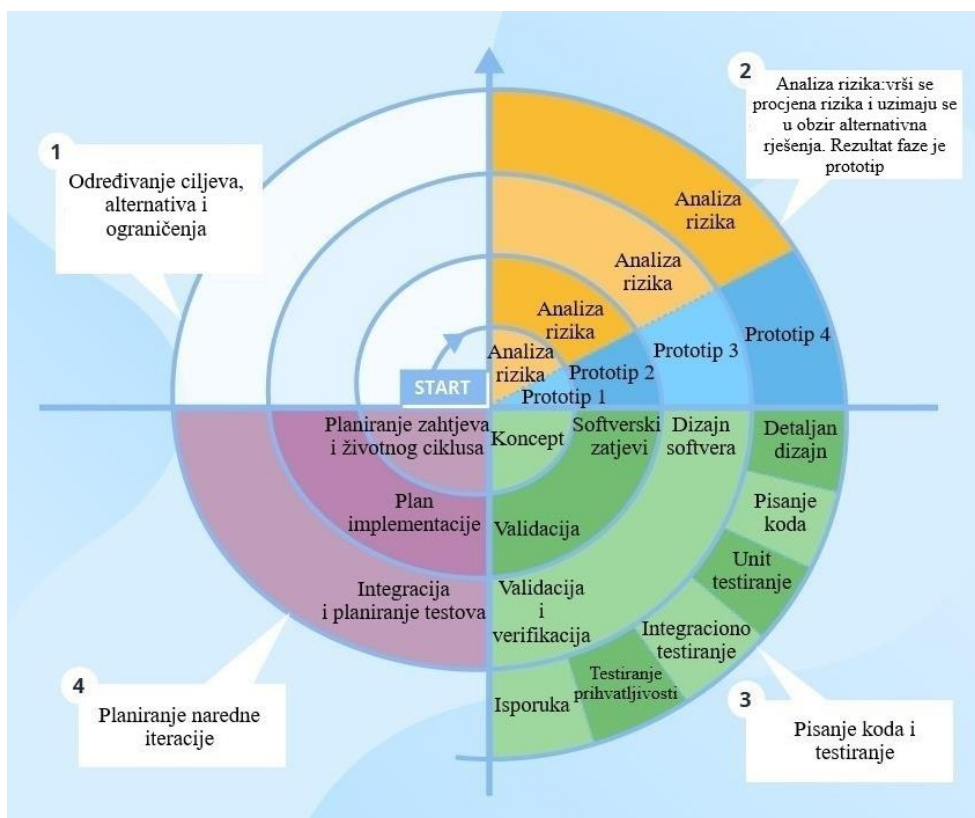 1
Određivanje ciljeva,
alternativa i
ograničenja
2
Analiza rizika:vrši se
procjena rizika i uzimaju se
u obzir alternativna
rješenja. Rezultat faze je
prototip
Analiza
rizika
Analiza
rizika
Analiza
rizika
Analiza
rizika
Prototip 4
Prototip 3
Prototip 2
Prototip 1
START
Planiranje zahtjeva
i životnog ciklusa
Koncept
Softverski
zatjevi
Dizajn
softvera
Detaljan
dizajn
Plan
implementacije
Validacija
Pisanje
koda
Unit
testiranje
Integracija
i planiranje testova
Validacija
i
verifikacija
Integraciono
testiranje
Testiranje
prihvatljivosti
Isporuka
4
Planiranje naredne
iteracije
3
Pisanje koda i
testiranje